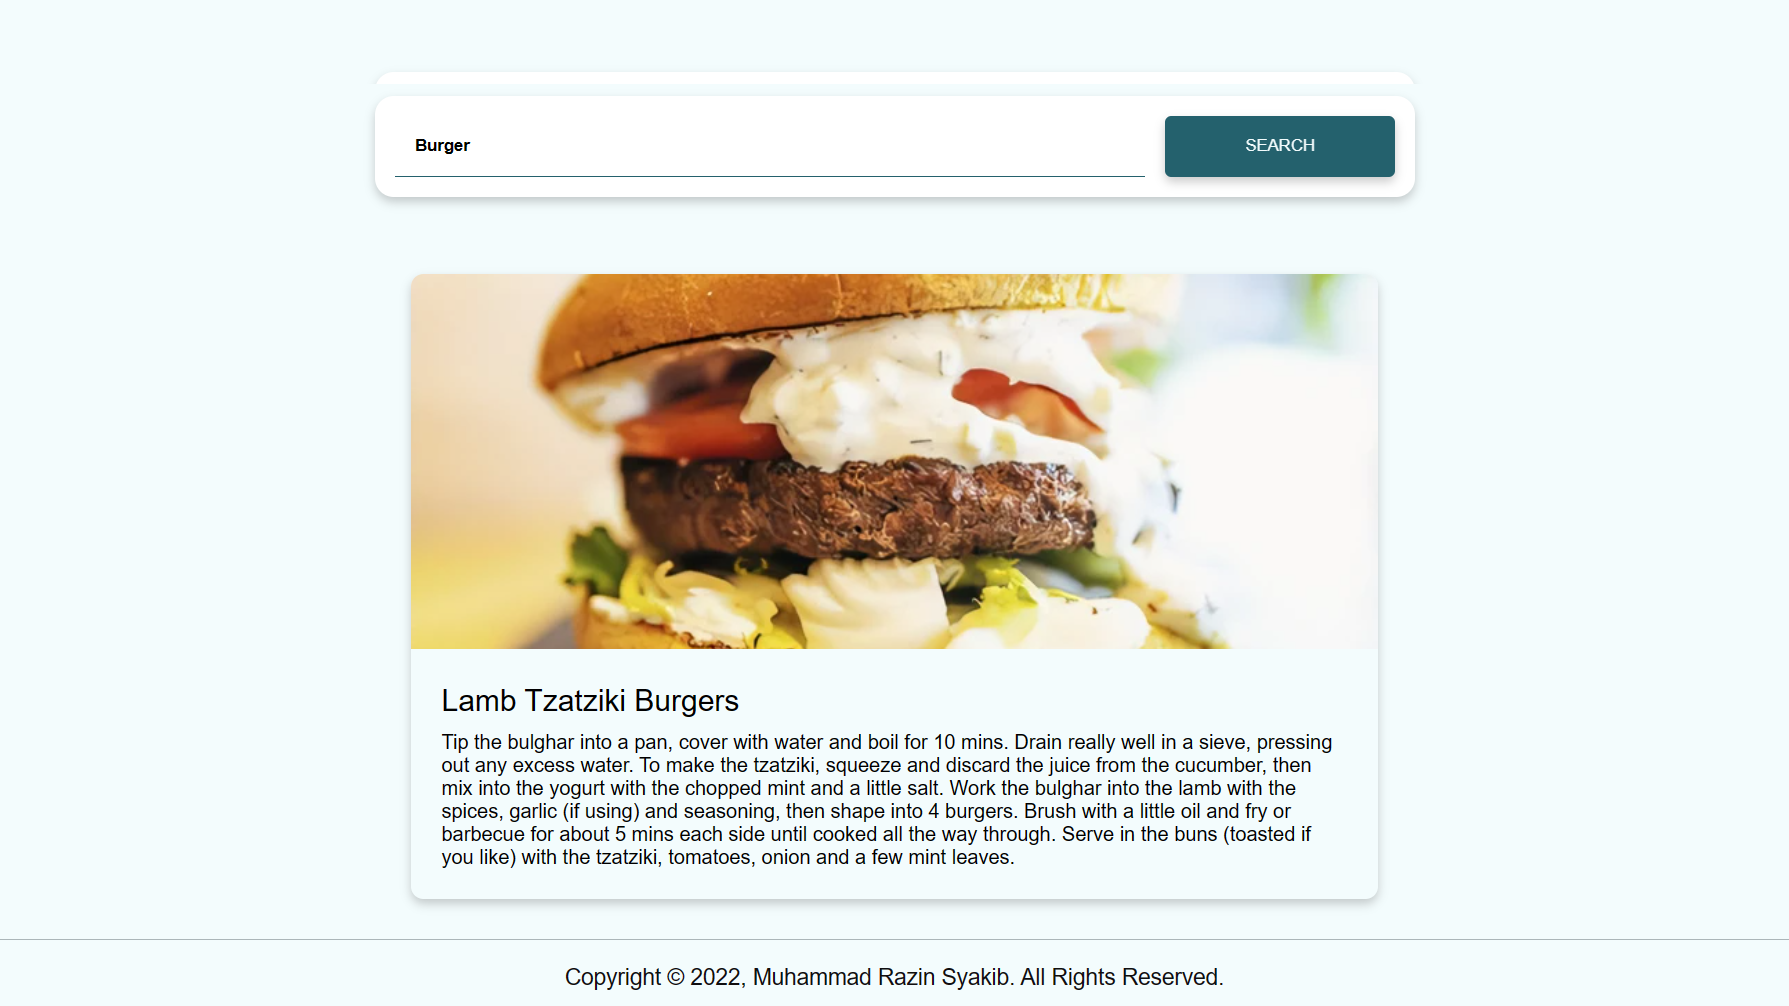 Burger
SEARCH
Lamb Tzatziki Burgers
Tip the bulghar into a pan, cover with water and boil for 10 mins. Drain really well in a sieve, pressing
out any excess water. To make the tzatziki, squeeze and discard the juice from the cucumber, then
mix into the yogurt with the chopped mint and a little salt. Work the bulghar into the lamb with the
spices, garlic (if using) and seasoning, then shape into 4 burgers. Brush with a little oil and fry or
barbecue for about 5 mins each side until cooked all the way through. Serve in the buns (toasted if
you like) with the tzatziki, tomatoes, onion and a few mint leaves.
Copyright © 2022, Muhammad Razin Syakib. All Rights Reserved.